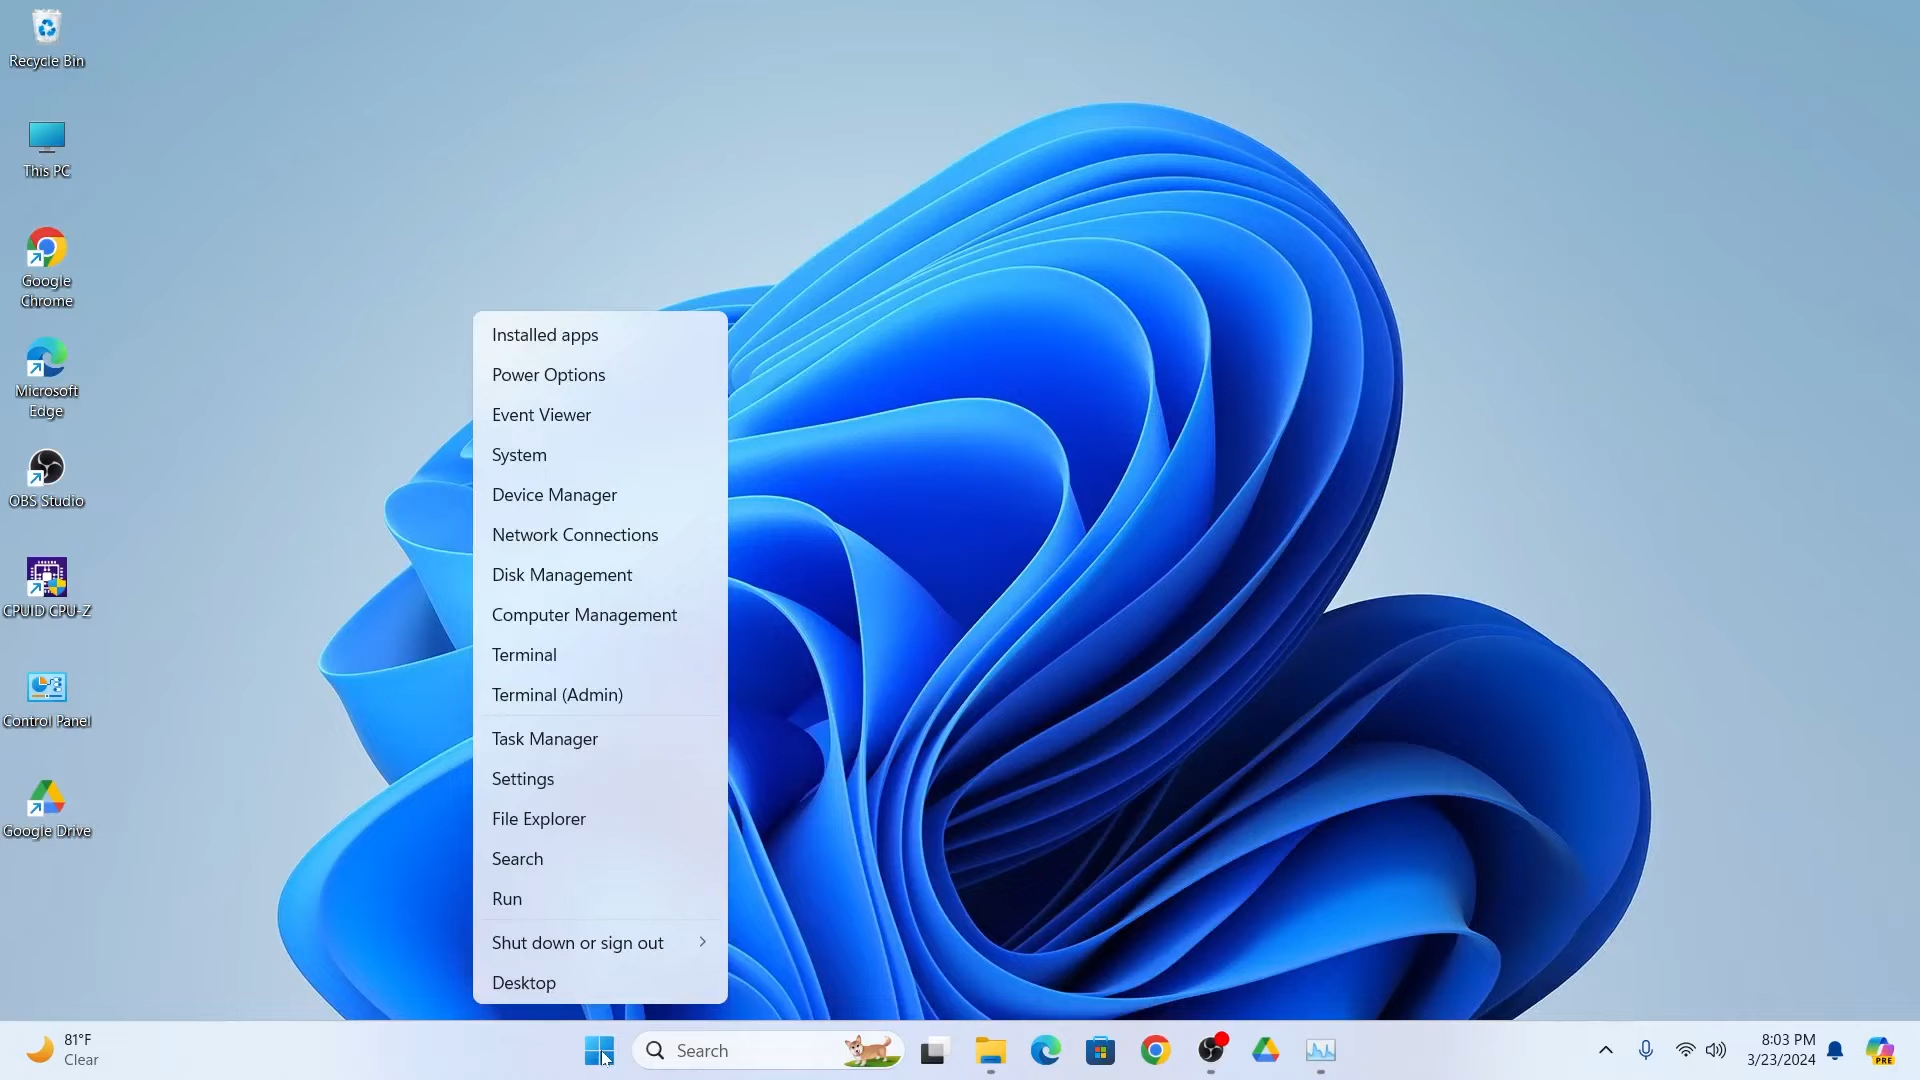 Recycle Bin
This PC
Google
Chrome
Microsoft
Edge
OBS Studio
CPUID CPU-Z
Control Panel
Google Drive
Installed apps
Power Options
Event Viewer
System
Device Manager
Network Connections
Disk Management
Computer Management
Terminal
Terminal (Admin)
Task Manager
Settings
File Explorer
Search
Run
Shut down or sign out
Desktop
81°F
Clear
Search
8:03 PM
3/23/2024
PRE